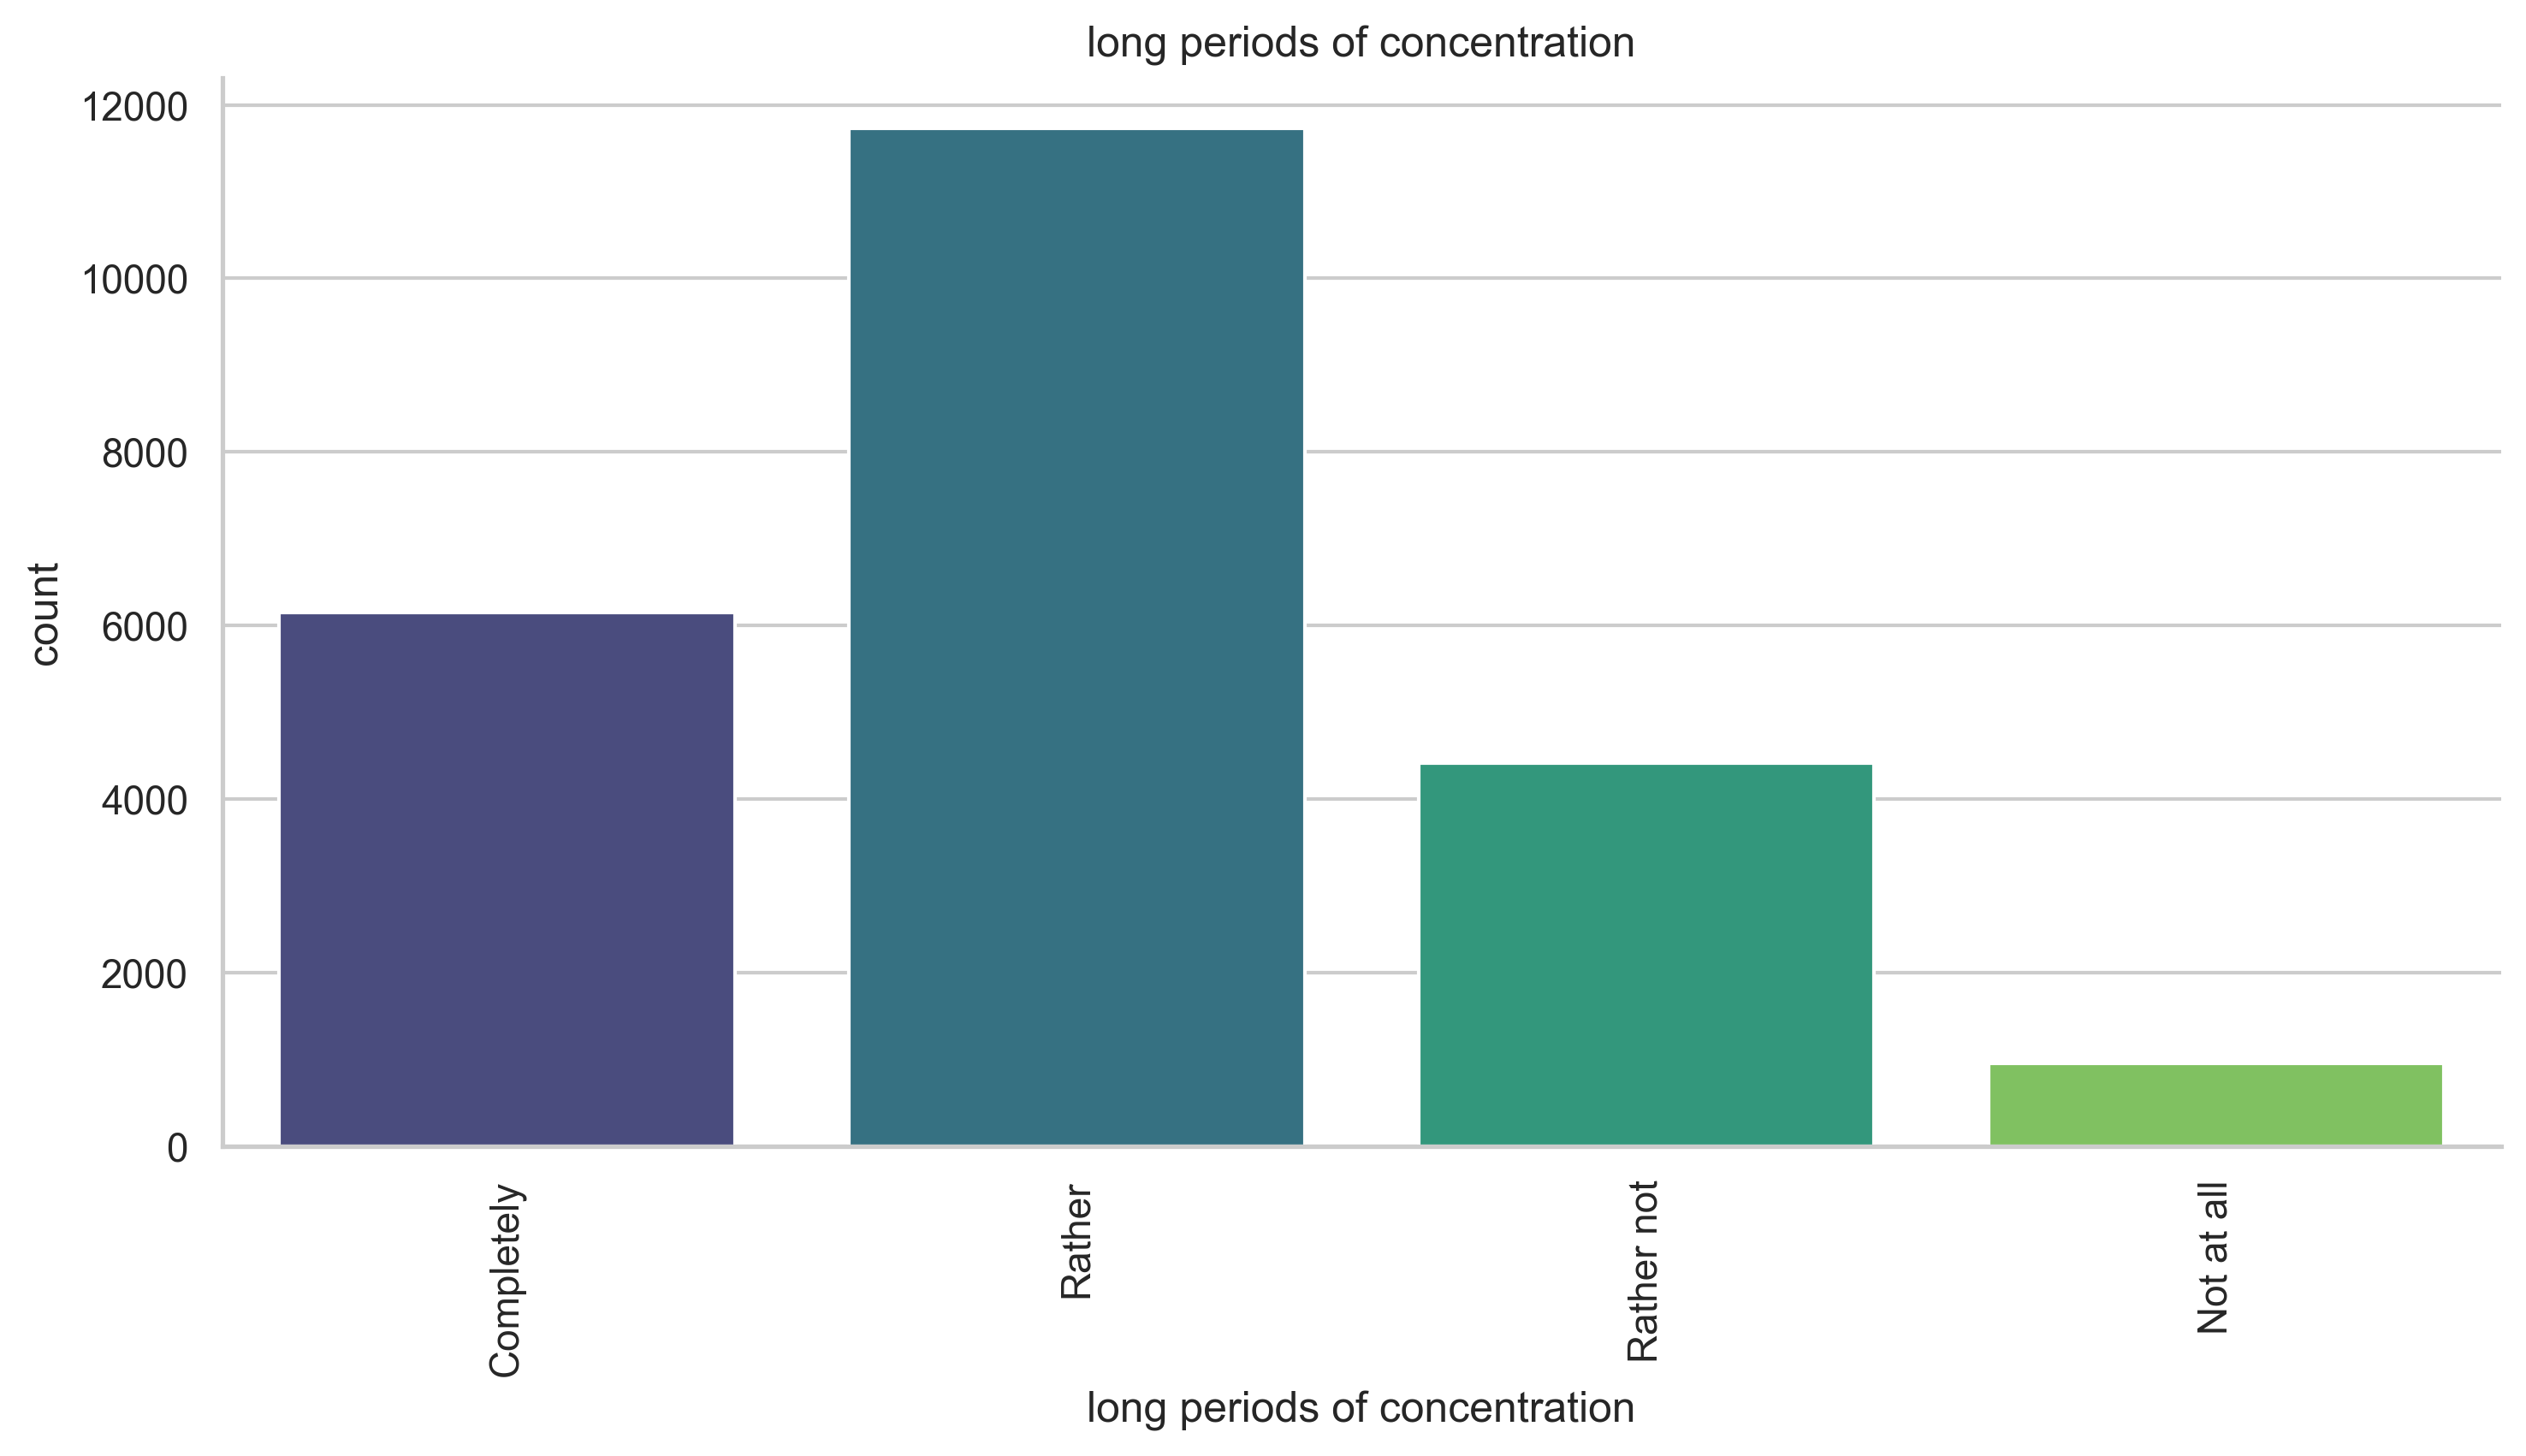 long periods of concentration
12000
10000
8000
6000
4000
2000
0
count
Completely
Rather
Rather not
Not at all
long periods of concentration